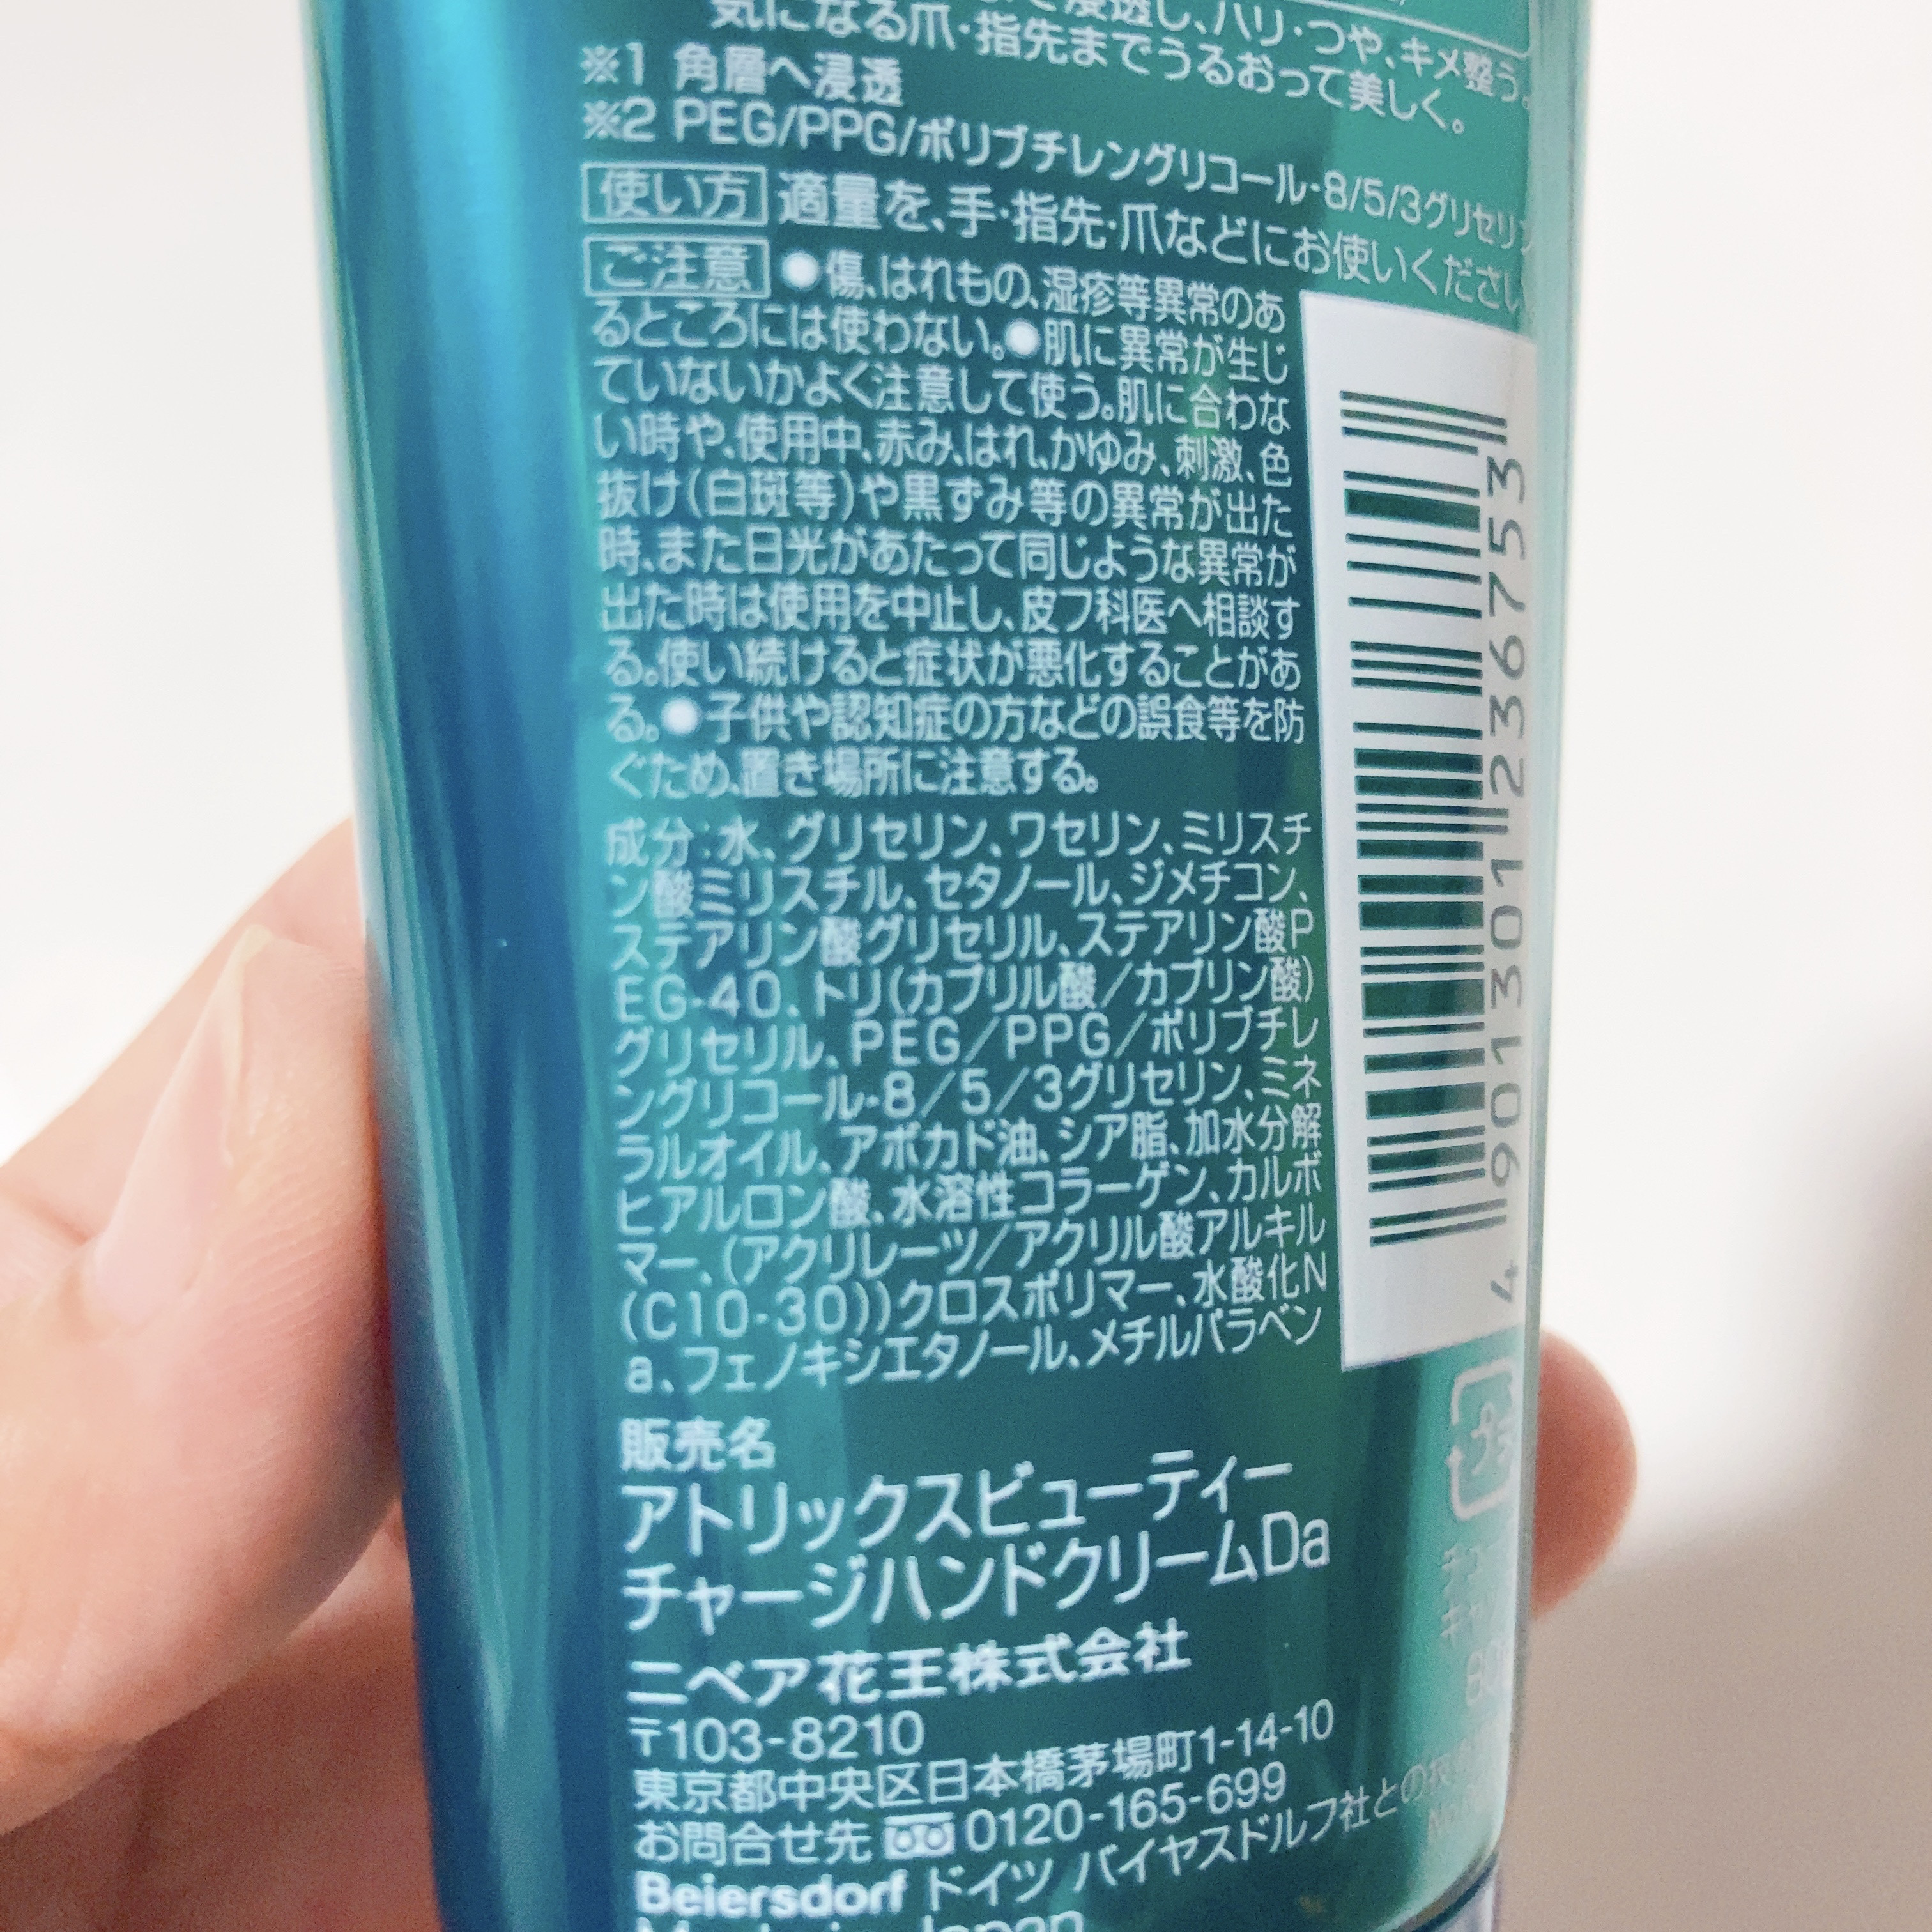 浸透し、ハリ・つや、キメ整う。
気になる爪・指先までうるおって美しく。
※1 角層へ浸透
※2 PEG/PPG/ポリブチレングリコール-8/5/3グリセリン
使い方 適量を、手・指先・爪などにお使いください
ご注意 ●傷、はれもの、湿疹等異常のあ
るところには使わない。●肌に異常が生じ
ていないかよく注意して使う。肌に合わな
い時や、使用中、赤み、はれ、かゆみ、刺激、色
抜け(白斑等)や黒ずみ等の異常が出た
時、また日光があたって同じような異常が
出た時は使用を中止し、皮フ科医へ相談す
る。使い続けると症状が悪化することがあ
る。●子供や認知症の方などの誤食等を防
ぐため、置き場所に注意する。
成分:水、グリセリン、ワセリン、ミリスチ
ン酸ミリスチル、セタノール、ジメチコン、
ステアリン酸グリセリル、ステアリン酸P
EG-40、トリ(カプリル酸/カプリン酸)
グリセリル、PEG/PPG/ポリブチレ
ングリコール-8/5/3グリセリン、ミネ
ラルオイル、アボカド油、シア脂、加水分解
ヒアルロン酸、水溶性コラーゲン、カルボ
マー、(アクリレーツ/アクリル酸アルキル
(C10-30))クロスポリマー、水酸化N
a、フェノキシエタノール、メチルパラベン
4 901301 236753
販売名
アトリックスビューティー
チャージハンドクリームDa
ニベア花王株式会社
〒103-8210
東京都中央区日本橋茅場町1-14-10
お問合せ先 0120-165-699
Beiersdorf ドイツ バイヤスドルフ社との
Japan
プラ